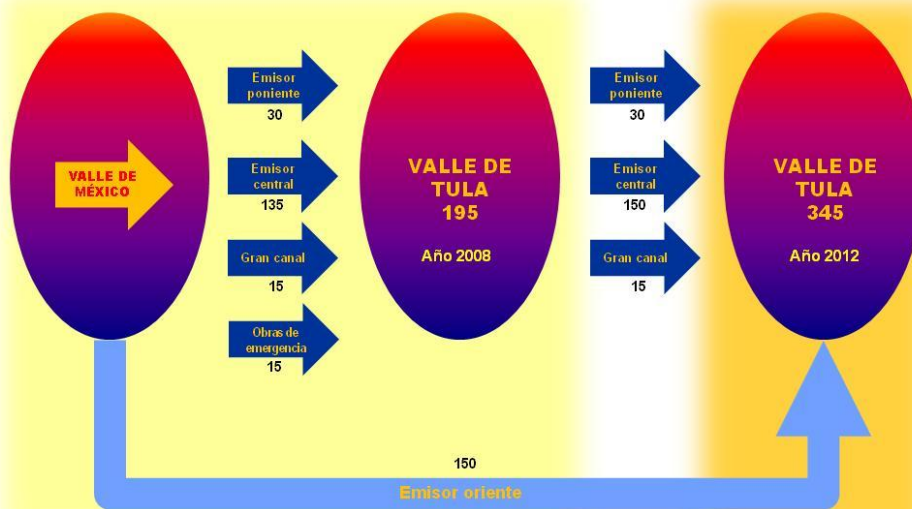 VALLE DE
MÉXICO
Emisor
poniente
30
Emisor
central
135
Gran canal
15
Obras de
emergencia
15
VALLE DE
TULA
195
Año 2008
Emisor
poniente
30
Emisor
central
150
Gran canal
15
VALLE DE
TULA
345
Año 2012
150
Emisor oriente